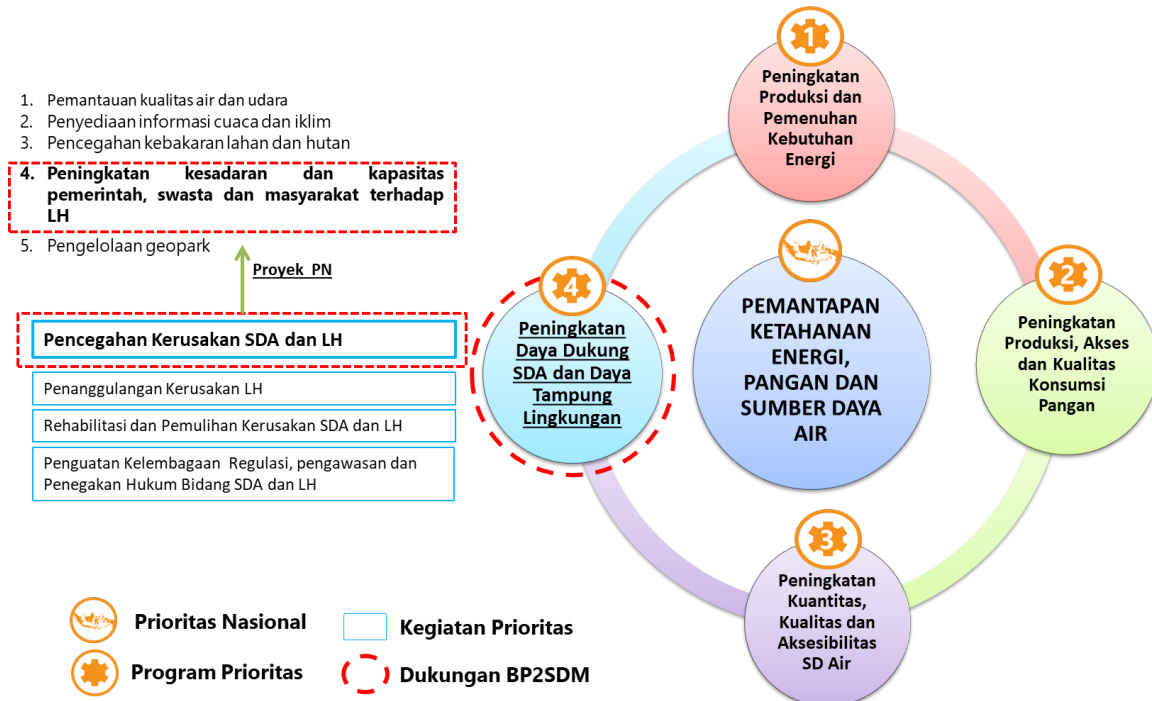 1. Pemantauan kualitas air dan udara
2. Penyediaan informasi cuaca dan iklim
3. Pencegahan kebakaran lahan dan hutan
4. Peningkatan kesadaran dan kapasitas
pemerintah, swasta dan masyarakat terhadap
LH
5. Pengelolaan geopark
Proyek PN
Pencegahan Kerusakan SDA dan LH
Penanggulangan Kerusakan LH
Rehabilitasi dan Pemulihan Kerusakan SDA dan LH
Penguatan Kelembagaan Regulasi, pengawasan dan
Penegakan Hukum Bidang SDA dan LH
1
Peningkatan
Produksi dan
Pemenuhan
Kebutuhan
Energi
2
Peningkatan
Produksi, Akses
dan Kualitas
Konsumsi
Pangan
3
Peningkatan
Kuantitas,
Kualitas dan
Aksesibilitas
SD Air
4
Peningkatan
Daya Dukung
SDA dan Daya
Tampung
Lingkungan
PEMANTAPAN
KETAHANAN
ENERGI,
PANGAN DAN
SUMBER DAYA
AIR
Prioritas Nasional
Program Prioritas
Kegiatan Prioritas
Dukungan BP2SDM